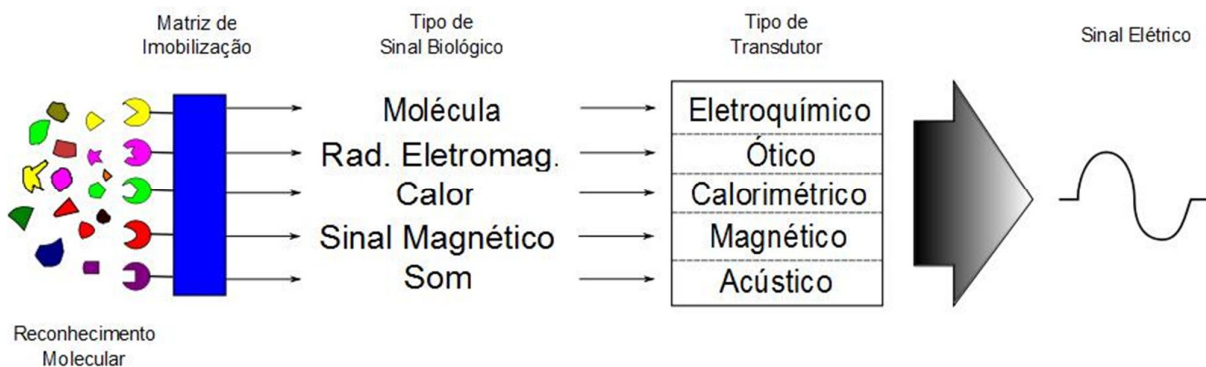 Matriz de
Imobilização
Tipo de
Sinal Biológico
Tipo de
Transdutor
Sinal Elétrico
Molécula
Eletroquímico
Rad. Eletromag.
Ótico
Calor
Calorimétrico
Sinal Magnético
Magnético
Som
Acústico
Reconhecimento
Molecular